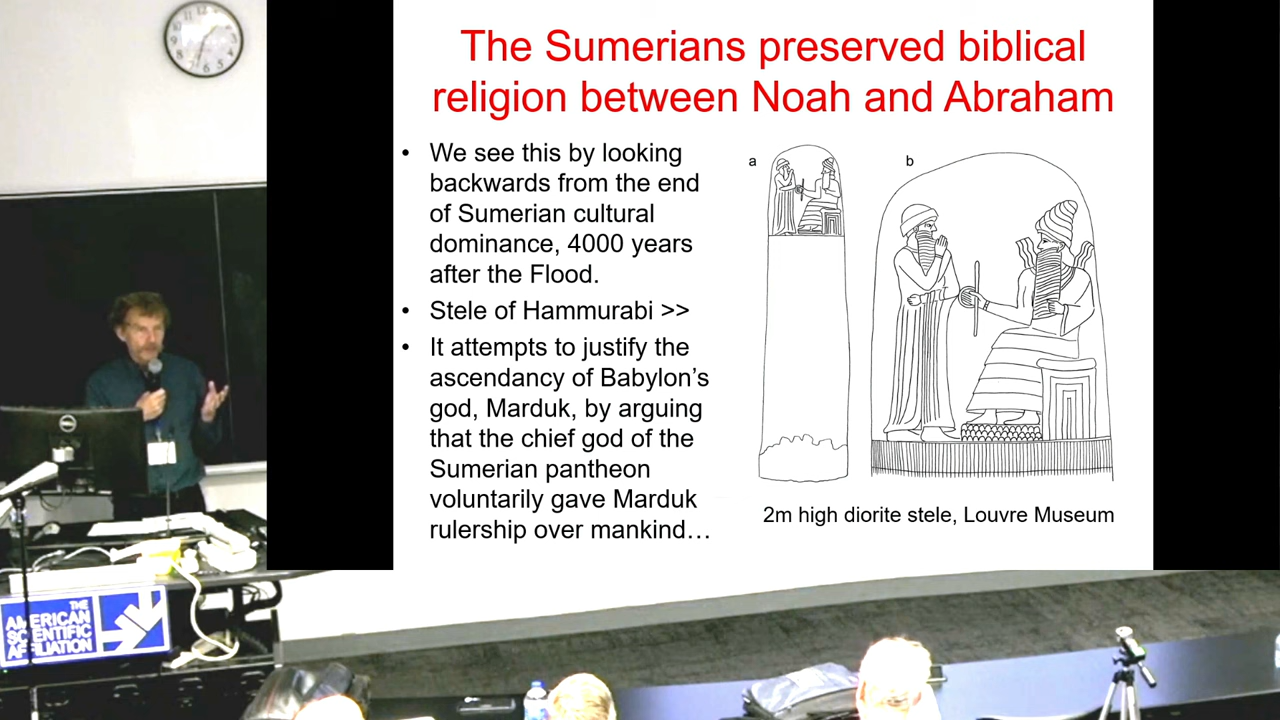 The Sumerians preserved biblical
religion between Noah and Abraham
• We see this by looking
backwards from the end
of Sumerian cultural
dominance, 4000 years
after the Flood.
• Stele of Hammurabi >>
• It attempts to justify the
ascendancy of Babylon's
god, Marduk, by arguing
that the chief god of the
Sumerian pantheon
voluntarily gave Marduk
rulership over mankind…
a
b
2m high diorite stele, Louvre Museum
DELL
THE
AMERICAN
SCIENTIFIC
AFFILIATION